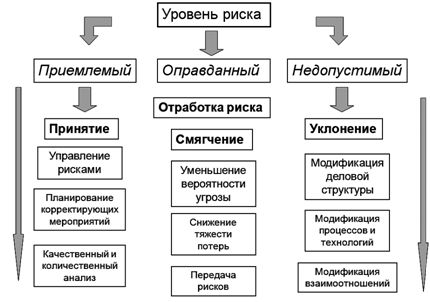 Уровень риска
Приемлемый
Оправданный
Недопустимый
Отработка риска
Принятие
Управление
рисками
Планирование
корректирующих
мероприятий
Качественный и
количественный
анализ
Смягчение
Уменьшение
вероятности
угрозы
Снижение
тяжести
потерь
Передача
рисков
Уклонение
Модификация
деловой
структуры
Модификация
процессов и
технологий
Модификация
взаимоотношений